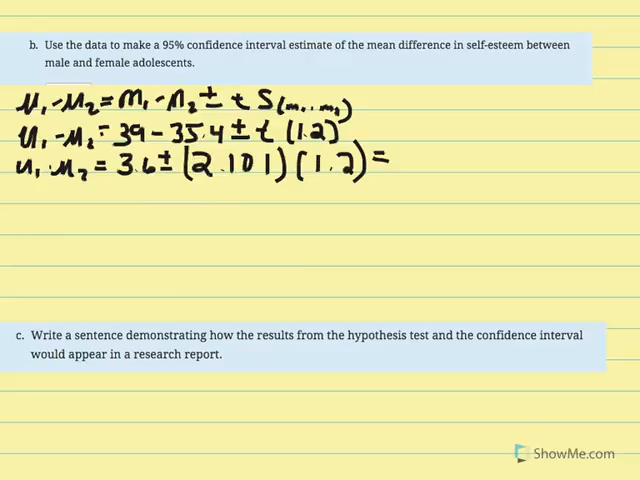 b. Use the data to make a 95% confidence interval estimate of the mean difference in self-esteem between
male and female adolescents.
μ₁-μ₂ = M₁-M₂ ± t S(m₁-m₁)
μ₁-μ₂ = 39 - 35.4 ± t (1.2)
μ₁-μ₂ = 3.6 ± (2.101)(1.2) =
c. Write a sentence demonstrating how the results from the hypothesis test and the confidence interval
would appear in a research report.
ShowMe.com